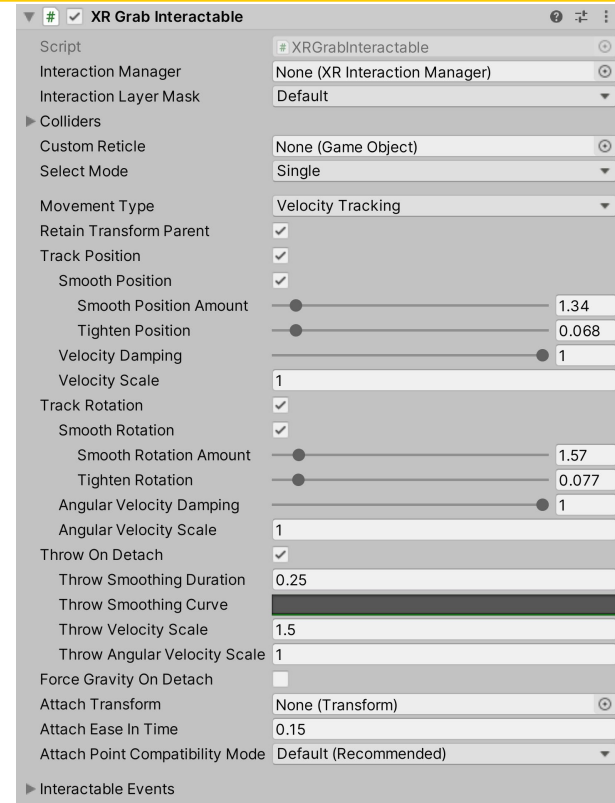 # XR Grab Interactable
Script # XRGrabInteractable
Interaction Manager None (XR Interaction Manager)
Interaction Layer Mask Default
Colliders
Custom Reticle None (Game Object)
Select Mode Single
Movement Type Velocity Tracking
Retain Transform Parent
Track Position
Smooth Position
Smooth Position Amount 1.34
Tighten Position 0.068
Velocity Damping 1
Velocity Scale 1
Track Rotation
Smooth Rotation
Smooth Rotation Amount 1.57
Tighten Rotation 0.077
Angular Velocity Damping 1
Angular Velocity Scale 1
Throw On Detach
Throw Smoothing Duration 0.25
Throw Smoothing Curve
Throw Velocity Scale 1.5
Throw Angular Velocity Scale 1
Force Gravity On Detach
Attach Transform None (Transform)
Attach Ease In Time 0.15
Attach Point Compatibility Mode Default (Recommended)
Interactable Events